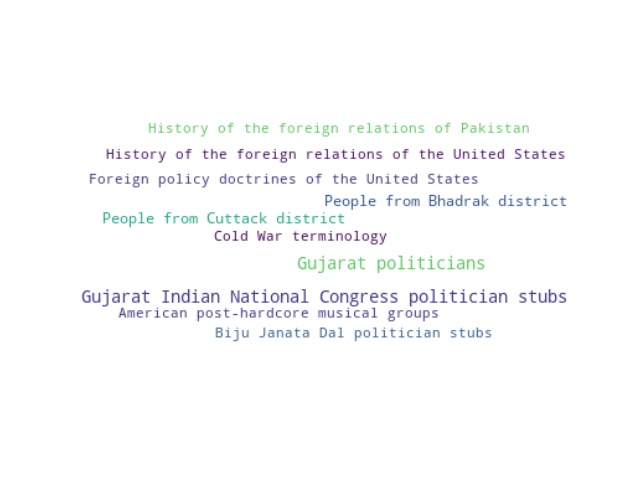 History of the foreign relations of Pakistan
History of the foreign relations of the United States
Foreign policy doctrines of the United States
People from Bhadrak district
People from Cuttack district
Cold War terminology
Gujarat politicians
Gujarat Indian National Congress politician stubs
American post-hardcore musical groups
Biju Janata Dal politician stubs